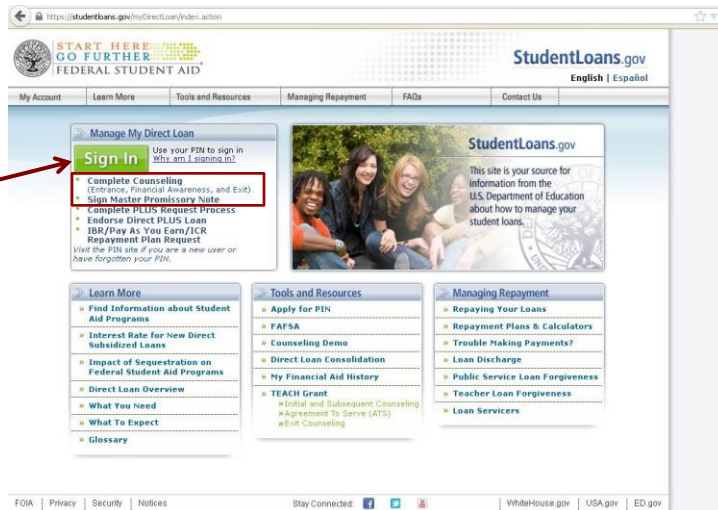 https://studentloans.gov/myDirectLoan/index.action
START HERE
GO FURTHER
FEDERAL STUDENT AID
StudentLoans.gov
English | Español
My Account
Learn More
Tools and Resources
Managing Repayment
FAQs
Contact Us
Manage My Direct Loan
Sign In
Use your PIN to sign in
Why am I signing in?
Complete Counseling
(Entrance, Financial Awareness, and Exit)
Sign Master Promissory Note
Complete PLUS Request Process
Endorse Direct PLUS Loan
IBR/Pay As You Earn/ICR
Repayment Plan Request
Visit the PIN site if you are a new user or
have forgotten your PIN.
StudentLoans.gov
This site is your source for
information from the
U.S. Department of Education
about how to manage your
student loans.
Learn More
» Find Information about Student
Aid Programs
» Interest Rate for New Direct
Subsidized Loans
» Impact of Sequestration on
Federal Student Aid Programs
» Direct Loan Overview
» What You Need
» What To Expect
» Glossary
Tools and Resources
» Apply for PIN
» FAFSA
» Counseling Demo
» Direct Loan Consolidation
» My Financial Aid History
» TEACH Grant
» Initial and Subsequent Counseling
» Agreement To Serve (ATS)
» Exit Counseling
Managing Repayment
» Repaying Your Loans
» Repayment Plans & Calculators
» Trouble Making Payments?
» Loan Discharge
» Public Service Loan Forgiveness
» Teacher Loan Forgiveness
» Loan Servicers
FOIA | Privacy | Security | Notices
Stay Connected:
WhiteHouse.gov | USA.gov | ED.gov